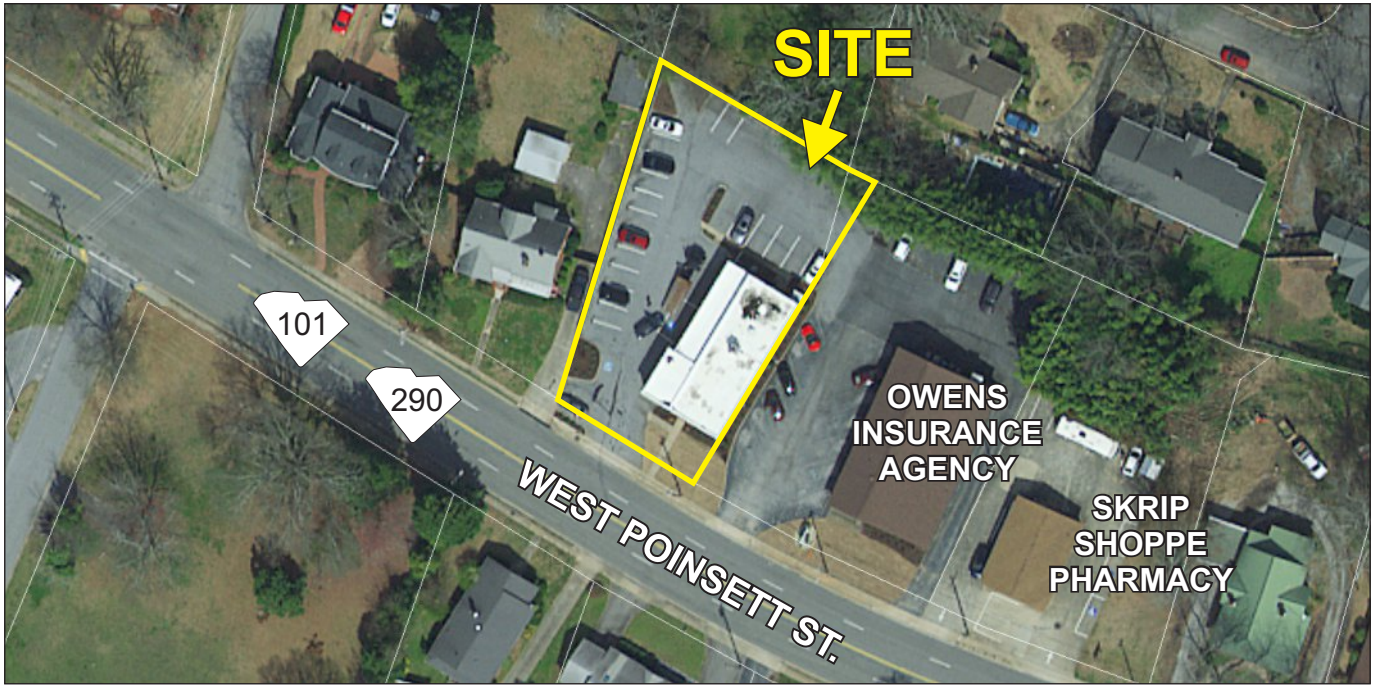 SITE
101
290
WEST POINSETT ST.
OWENS
INSURANCE
AGENCY
SKRIP
SHOPPE
PHARMACY